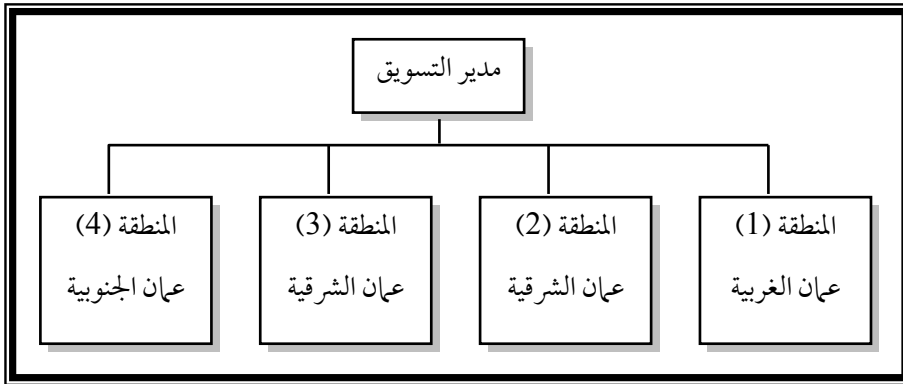 مدير التسويق
المنطقة (1)
عمان الغربية
المنطقة (2)
عمان الشرقية
المنطقة (3)
عمان الشرقية
المنطقة (4)
عمان الجنوبية